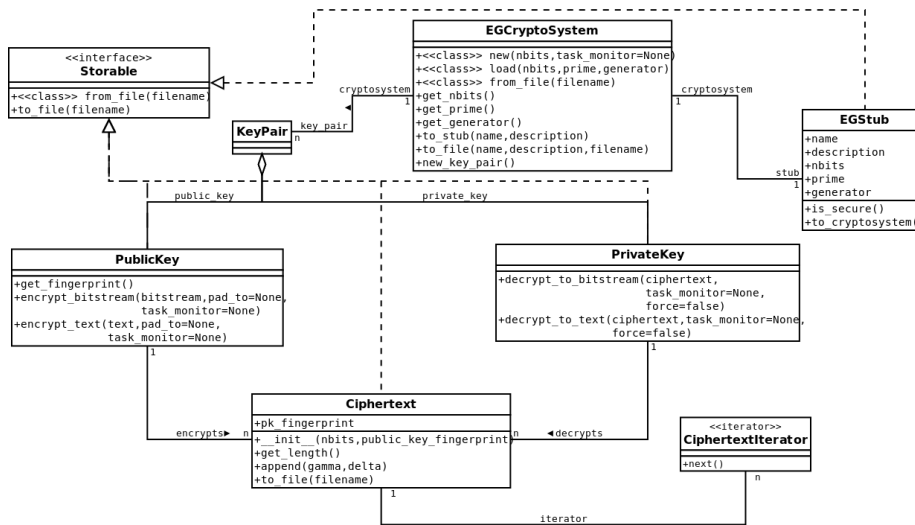 EGCryptoSystem
+<<class>> new(nbits,task_monitor=None)
+<<class>> load(nbits,prime,generator)
+<<class>> from_file(filename)
+get_nbits()
+get_prime()
+get_generator()
+to_stub(name,description)
+to_file(name,description,filename)
+new_key_pair()
<<interface>>
Storable
+<<class>> from_file(filename)
+to_file(filename)
cryptosystem
1
key_pair
n
KeyPair
cryptosystem
1
EGStub
+name
+description
+nbits
+prime
+generator
+is_secure()
+to_cryptosystem(
stub
1
public_key
private_key
PublicKey
+get_fingerprint()
+encrypt_bitstream(bitstream,pad_to=None,
task_monitor=None)
+encrypt_text(text,pad_to=None,
task_monitor=None)
1
PrivateKey
+decrypt_to_bitstream(ciphertext,
task_monitor=None,
force=false)
+decrypt_to_text(ciphertext,task_monitor=None,
force=false)
1
encrypts
n
Ciphertext
+pk_fingerprint
+__init__(nbits,public_key_fingerprint)
+get_length()
+append(gamma,delta)
+to_file(filename)
n
decrypts
1
<<iterator>>
CiphertextIterator
+next()
n
iterator